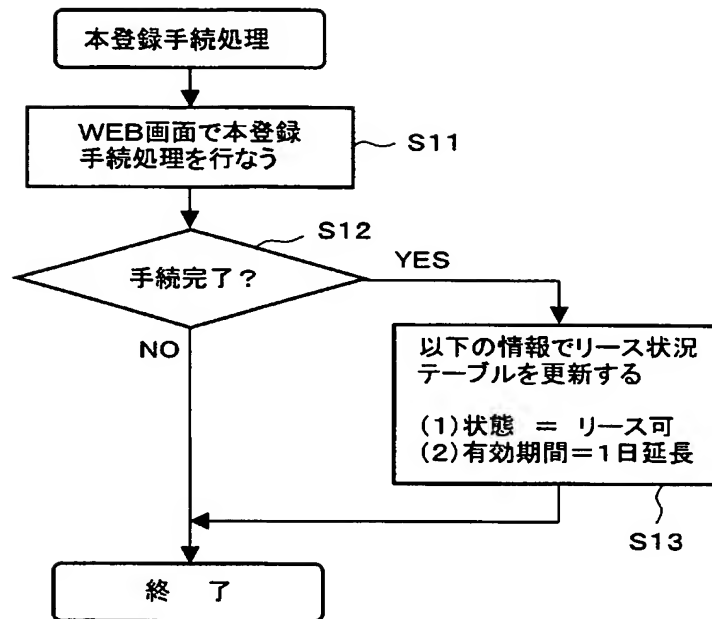 本登録手続処理
WEB画面で本登録
手続処理を行なう
S11
S12
手続完了？
YES
NO
以下の情報でリース状況
テーブルを更新する
(1)状態 ＝ リース可
(2)有効期間＝1日延長
S13
終 了